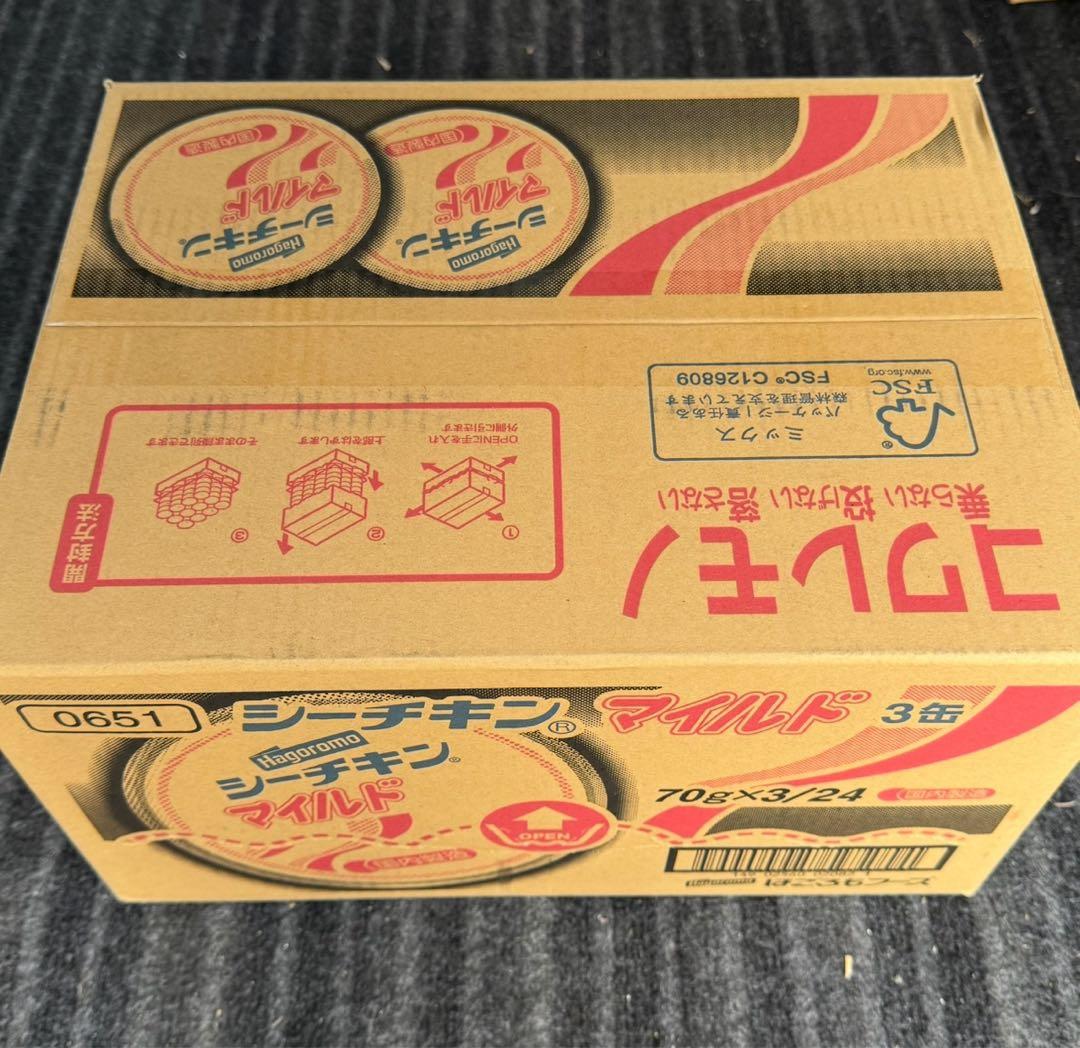 国内製造
マイルド
シーチキン®
Hagoromo
国内製造
マイルド
シーチキン®
Hagoromo
コワレモノ
乗らない 投げない 落さない
®
FSC
www.fsc.org
ミックス
パッケージ | 責任ある
森林管理を支えています
FSC® C126809
開封方法
①
OPENに手を入れ
外側に引きます
②
上部をはずします
③
そのまま陳列できます
0651
シーチキン®
マイルド
3缶
Hagoromo
シーチキン®
マイルド
国内製造
70g×3/24
国内製造
OPEN
Hagoromo はごろもフーズ